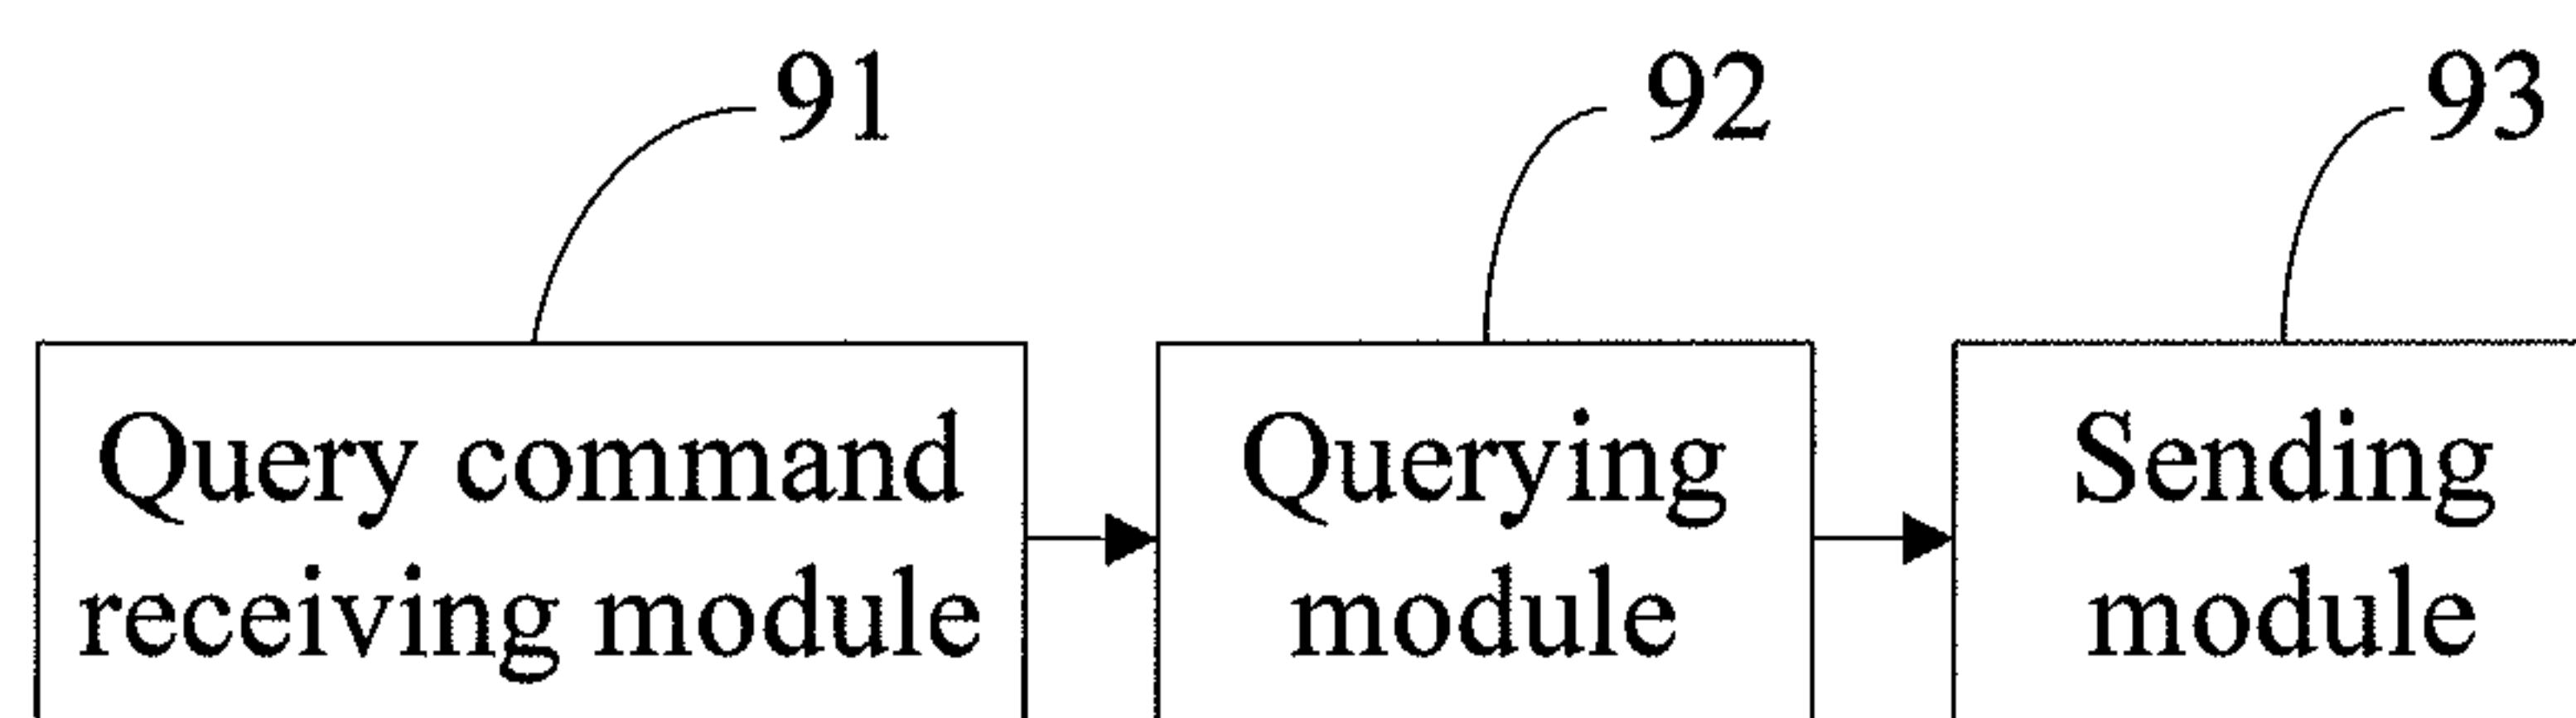 91
92
93
Query command
receiving module
Querying
module
Sending
module